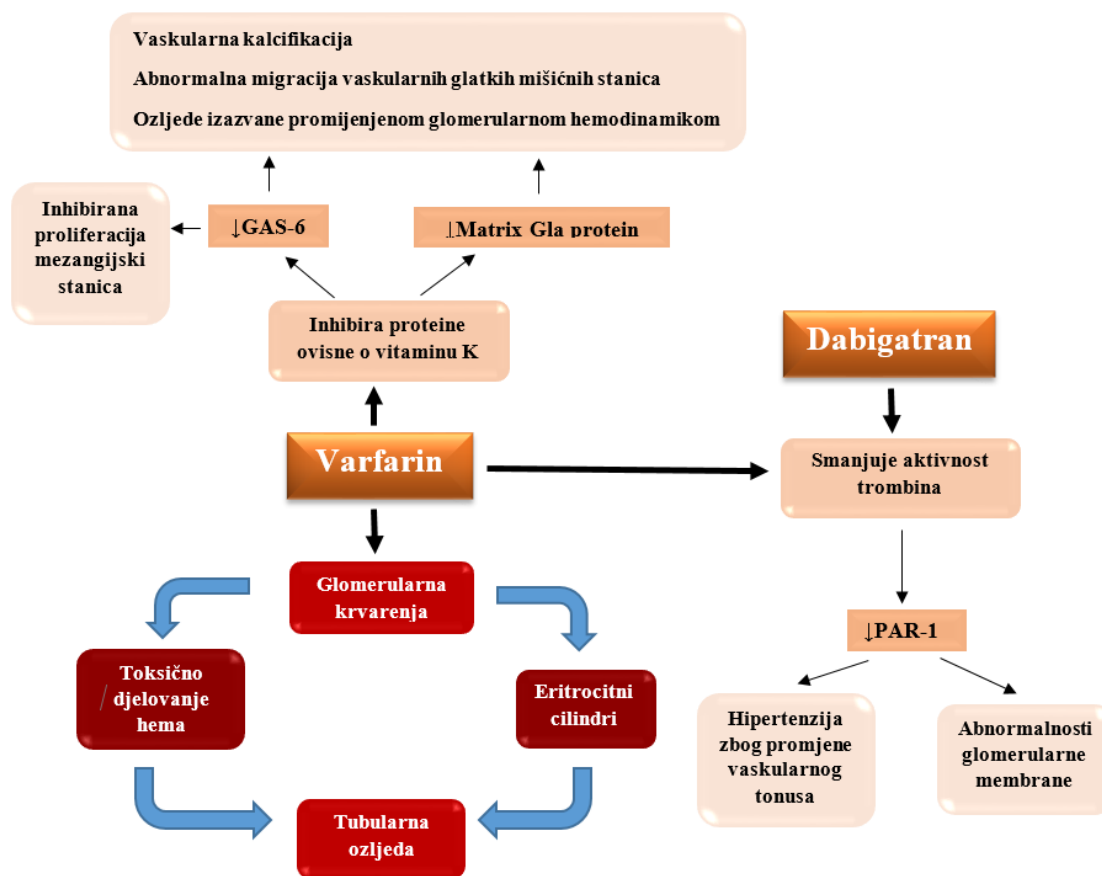 Vaskularna kalcifikacija
Abnormalna migracija vaskularnih glatkih mišićnih stanica
Ozljede izazvane promijenjenom glomerularnom hemodinamikom
Inhibirana
proliferacija
mezangijski
stanica
↓GAS-6
↓Matrix Gla protein
Inhibira proteine
ovisne o vitaminu K
Dabigatran
Varfarin
Smanjuje aktivnost
trombina
Glomerularna
krvarenja
Toksično
djelovanje
hema
Eritrocitni
cilindri
Tubularna
ozljeda
↓PAR-1
Hipertenzija
zbog promjene
vaskularnog
tonusa
Abnormalnosti
glomerularne
membrane